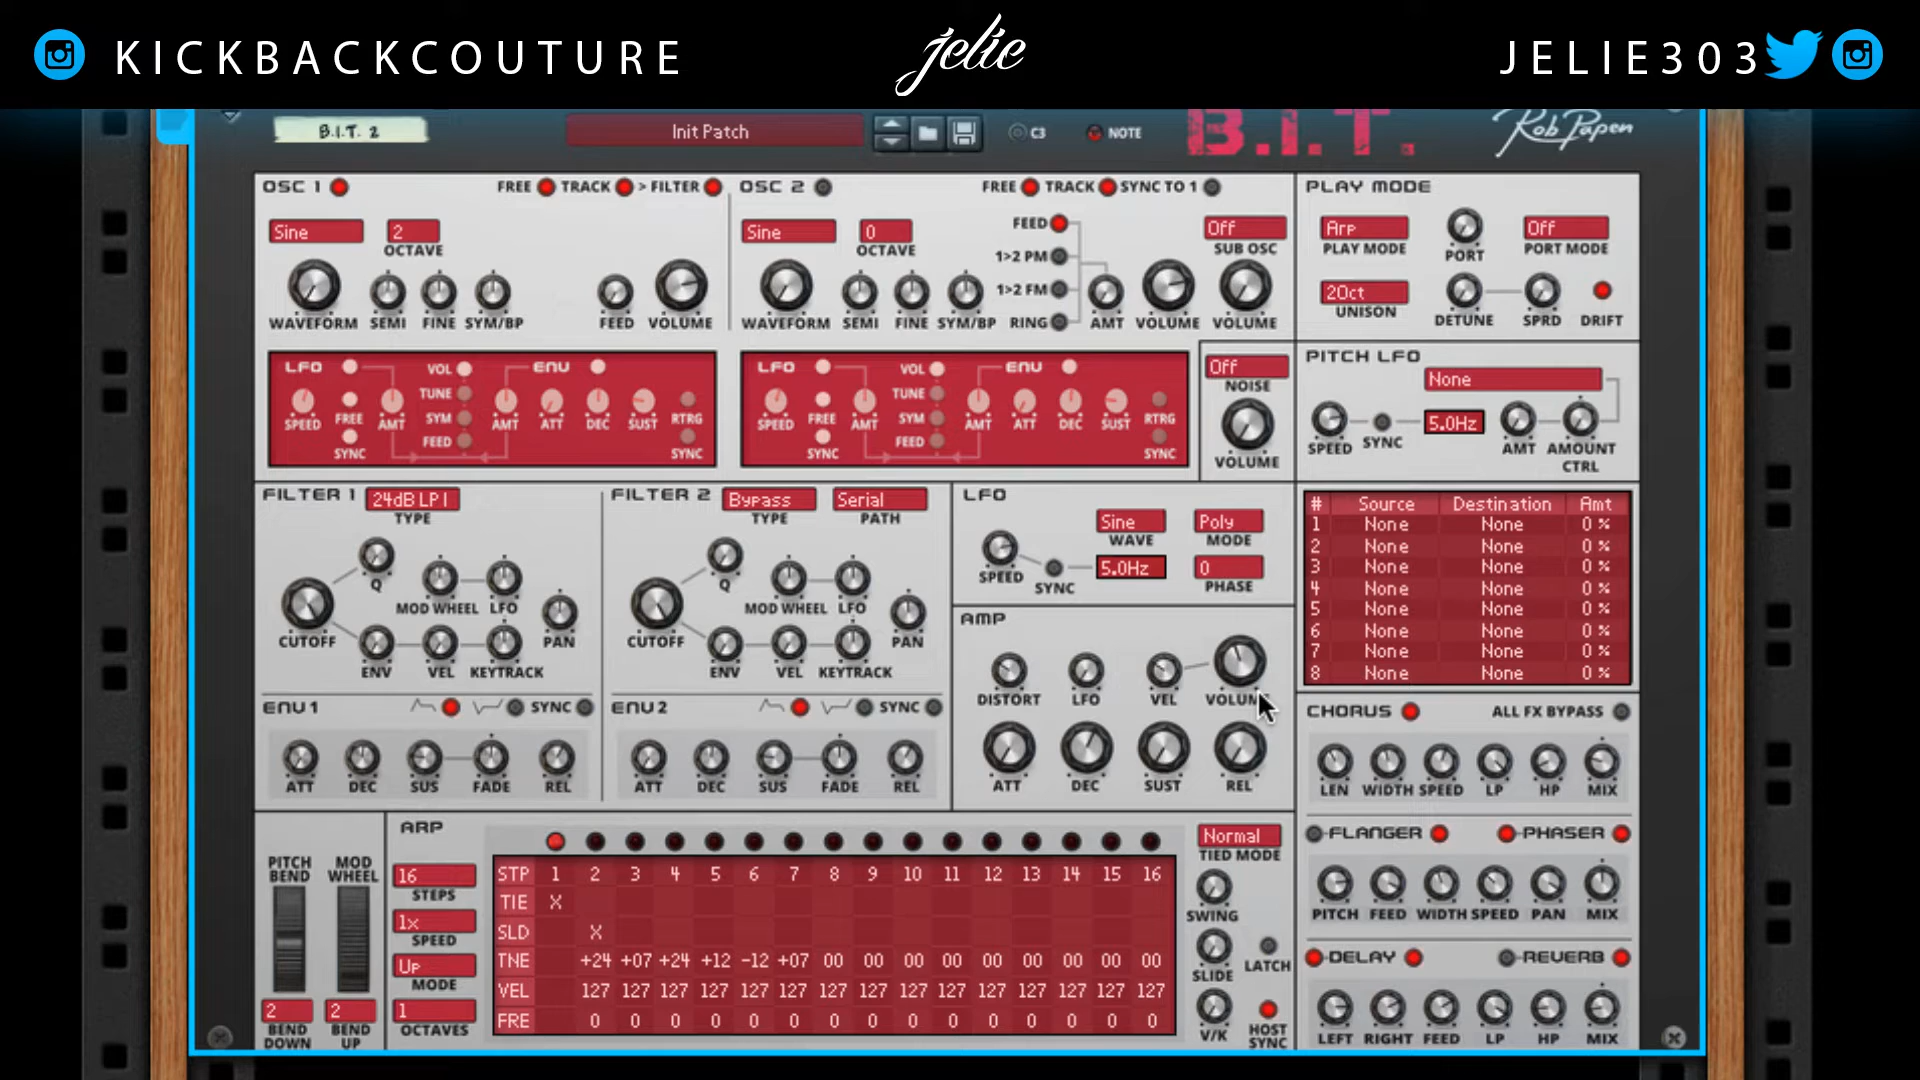 KICKBACKCOUTURE
jelie
JELIE303
B.I.T. 2
Init Patch
C3
NOTE
B.I.T.
Rob Papen
OSC 1
FREE TRACK > FILTER
Sine
2
OCTAVE
WAVEFORM SEMI FINE SYM/BP FEED VOLUME
LFO
SPEED FREE SYNC AMT
VOL
TUNE
SYM
FEED
ENV
AMT ATT DEC SUST RTRG SYNC
OSC 2
FREE TRACK SYNC TO 1
Sine
0
OCTAVE
FEED
1>2 PM
1>2 FM
RING
Off
SUB OSC
WAVEFORM SEMI FINE SYM/BP AMT VOLUME VOLUME
LFO
SPEED FREE SYNC AMT
VOL
TUNE
SYM
FEED
ENV
AMT ATT DEC SUST RTRG SYNC
Off
NOISE
VOLUME
PLAY MODE
Arp
PLAY MODE
PORT
Off
PORT MODE
2Oct
UNISON
DETUNE SPRD DRIFT
PITCH LFO
None
5.0Hz
SPEED SYNC AMT AMOUNT
CTRL
FILTER 1
24dB LP I
TYPE
Q
MOD WHEEL LFO
CUTOFF PAN
ENV VEL KEYTRACK
FILTER 2
Bypass
TYPE
Serial
PATH
Q
MOD WHEEL LFO
CUTOFF PAN
ENV VEL KEYTRACK
LFO
Sine
WAVE
Poly
MODE
SPEED SYNC
5.0Hz
0
PHASE
# Source Destination Amt
1 None None 0 %
2 None None 0 %
3 None None 0 %
4 None None 0 %
5 None None 0 %
6 None None 0 %
7 None None 0 %
8 None None 0 %
AMP
DISTORT LFO VEL VOLUM
ATT DEC SUST REL
ENV 1
SYNC
ATT DEC SUS FADE REL
ENV 2
SYNC
ATT DEC SUS FADE REL
CHORUS ALL FX BYPASS
LEN WIDTH SPEED LP HP MIX
FLANGER PHASER
PITCH FEED WIDTH SPEED PAN MIX
DELAY REVERB
LEFT RIGHT FEED LP HP MIX
PITCH
BEND
MOD
WHEEL
2
BEND
DOWN
2
BEND
UP
ARP
16
STEPS
1x
SPEED
Up
MODE
1
OCTAVES
STP 1 2 3 4 5 6 7 8 9 10 11 12 13 14 15 16
TIE X
SLD X
TNE +24 +07 +24 +12 -12 +07 00 00 00 00 00 00 00 00 00
VEL 127 127 127 127 127 127 127 127 127 127 127 127 127 127 127
FRE 0 0 0 0 0 0 0 0 0 0 0 0 0 0 0
Normal
TIED MODE
SWING
SLIDE
LATCH
V/K
HOST
SYNC